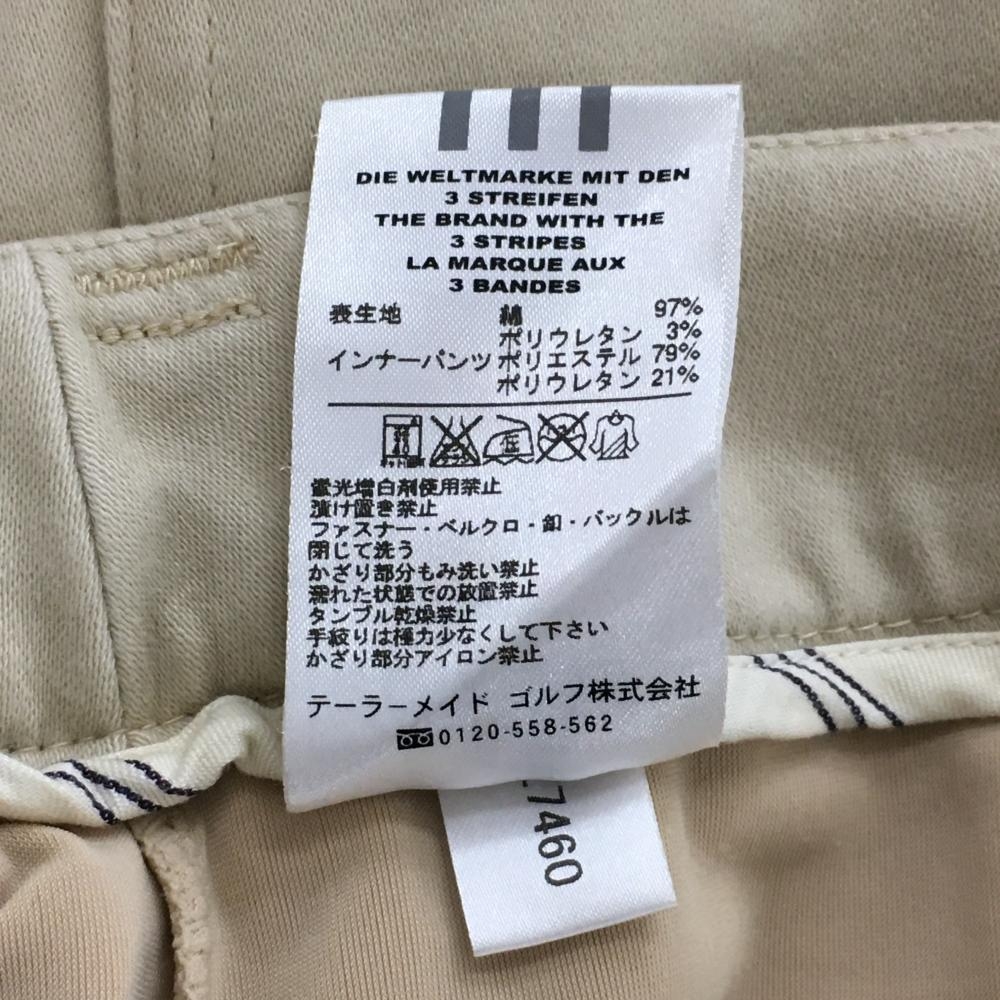 DIE WELTMARKE MIT DEN
3 STREIFEN
THE BRAND WITH THE
3 STRIPES
LA MARQUE AUX
3 BANDES
表生地 綿 97%
ポリウレタン 3%
インナーパンツ ポリエステル 79%
ポリウレタン 21%
蛍光増白剤使用禁止
漬け置き禁止
ファスナー・ベルクロ・釦・バックルは
閉じて洗う
かざり部分もみ洗い禁止
濡れた状態での放置禁止
タンブル乾燥禁止
手絞りは極力少なくして下さい
かざり部分アイロン禁止
テーラーメイド ゴルフ株式会社
0120-558-562
7460